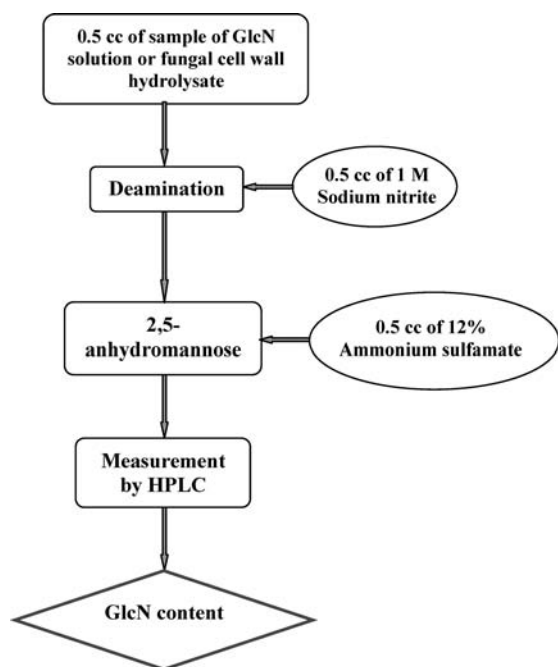 0.5 cc of sample of GlcN
solution or fungal cell wall
hydrolysate
Deamination
0.5 cc of 1 M
Sodium nitrite
2,5-
anhydromannose
0.5 cc of 12%
Ammonium sulfamate
Measurement
by HPLC
GlcN content